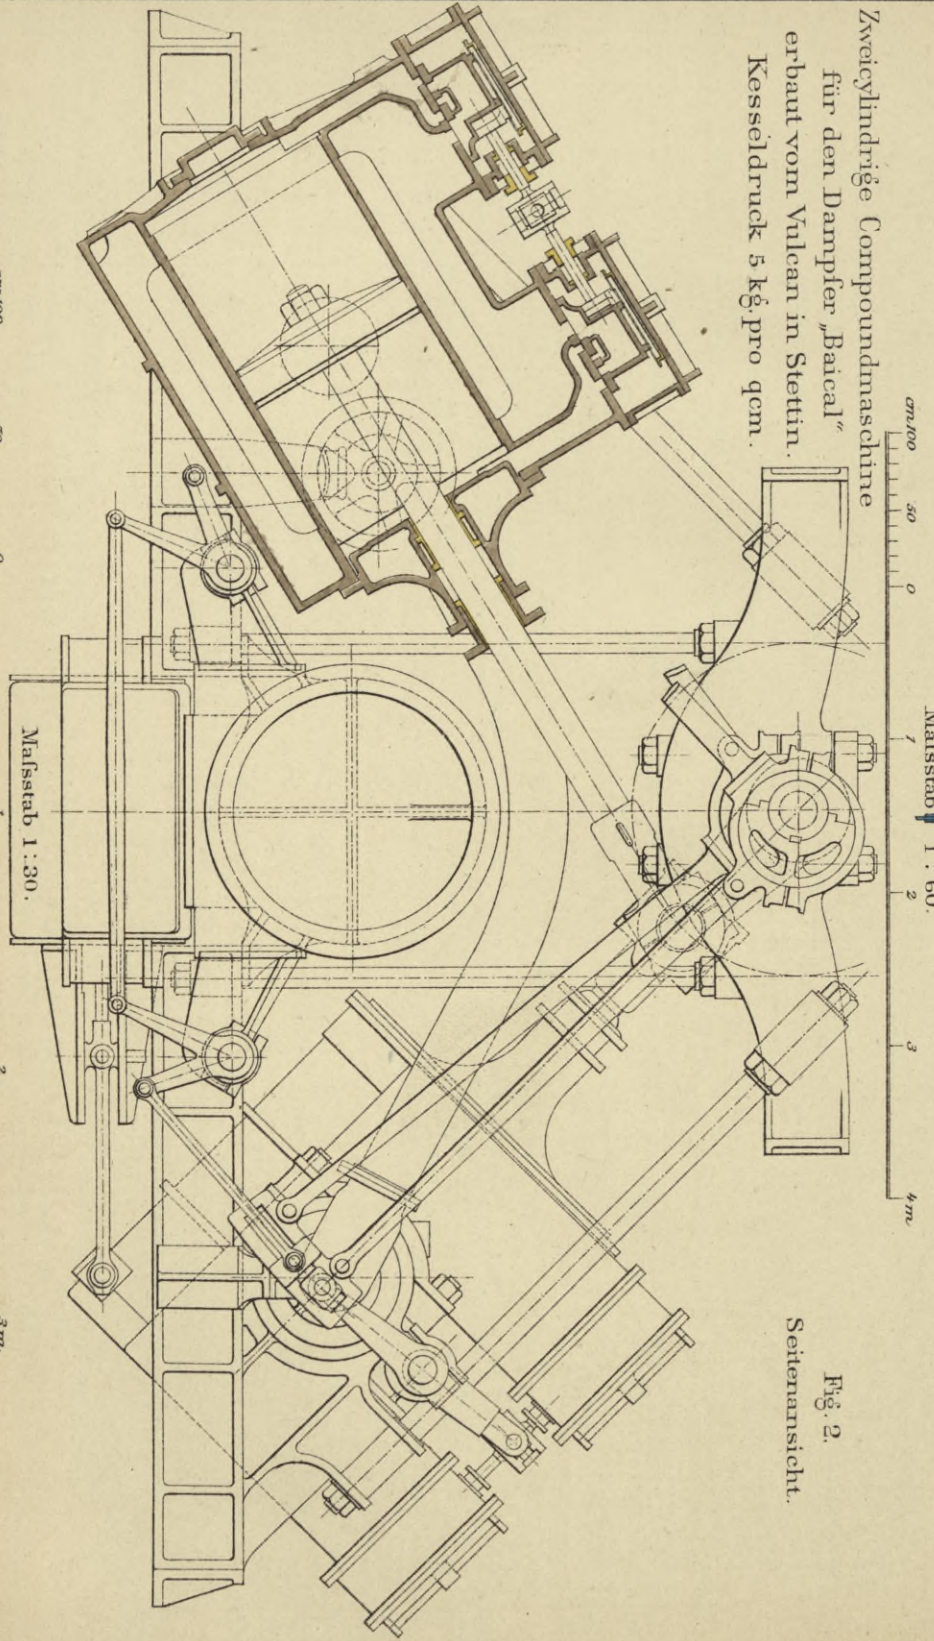 Zweicylindrige Compoundmaschine
für den Dampfer „Baical“
erbaut vom Vulcan in Stettin.
Kesseldruck 5 kg. pro qcm.
Fig. 2.
Seitenansicht.
Maſsstab 1 : 60.
cm 100 50 0 1 2 3 4 m
Maſsstab 1 : 30.